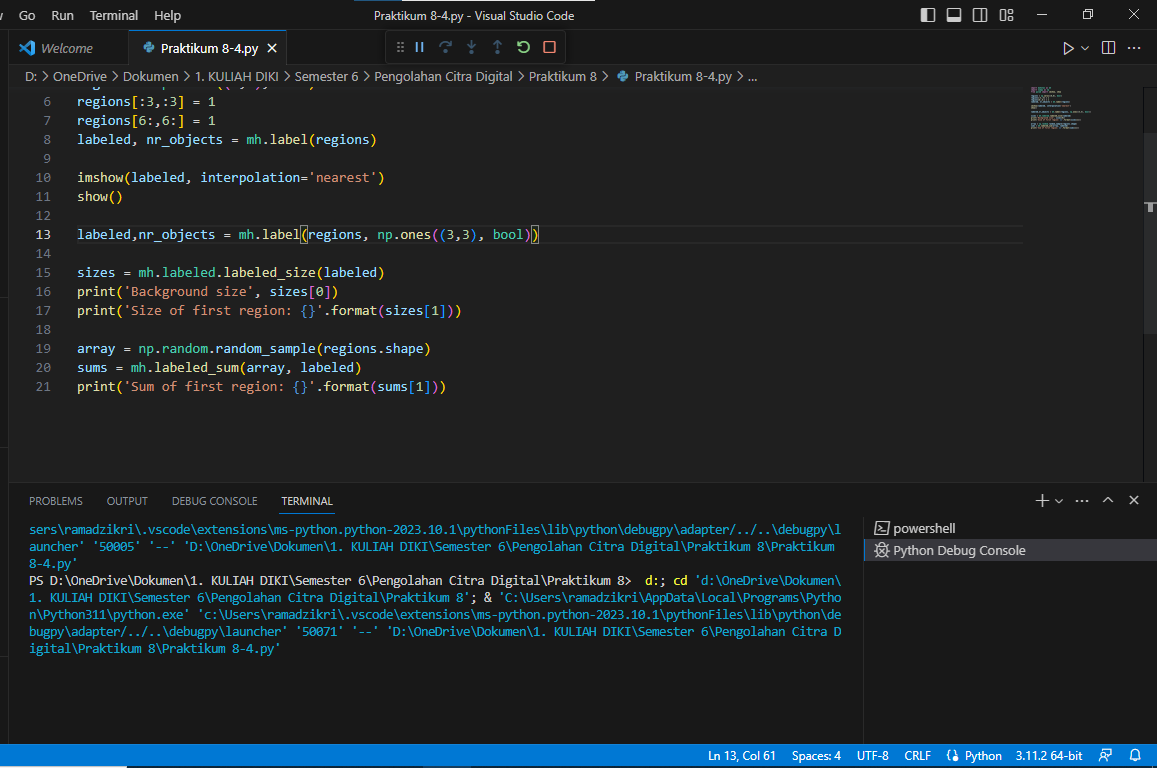 Go Run Terminal Help Praktikum 8-4.py - Visual Studio Code
Welcome Praktikum 8-4.py
D: > OneDrive > Dokumen > 1. KULIAH DIKI > Semester 6 > Pengolahan Citra Digital > Praktikum 8 > Praktikum 8-4.py > ...
6 regions[:3,:3] = 1
7 regions[6:,6:] = 1
8 labeled, nr_objects = mh.label(regions)
9
10 imshow(labeled, interpolation='nearest')
11 show()
12
13 labeled,nr_objects = mh.label(regions, np.ones((3,3), bool))
14
15 sizes = mh.labeled.labeled_size(labeled)
16 print('Background size', sizes[0])
17 print('Size of first region: {}'.format(sizes[1]))
18
19 array = np.random.random_sample(regions.shape)
20 sums = mh.labeled_sum(array, labeled)
21 print('Sum of first region: {}'.format(sums[1]))
PROBLEMS OUTPUT DEBUG CONSOLE TERMINAL
sers\ramadzikri\.vscode\extensions\ms-python.python-2023.10.1\pythonFiles\lib\python\debugpy\adapter/../..\debugpy\l
auncher' '50005' '--' 'D:\OneDrive\Dokumen\1. KULIAH DIKI\Semester 6\Pengolahan Citra Digital\Praktikum 8\Praktikum
8-4.py'
PS D:\OneDrive\Dokumen\1. KULIAH DIKI\Semester 6\Pengolahan Citra Digital\Praktikum 8>  d:; cd 'd:\OneDrive\Dokumen\
1. KULIAH DIKI\Semester 6\Pengolahan Citra Digital\Praktikum 8'; & 'C:\Users\ramadzikri\AppData\Local\Programs\Pytho
n\Python311\python.exe' 'c:\Users\ramadzikri\.vscode\extensions\ms-python.python-2023.10.1\pythonFiles\lib\python\de
bugpy\adapter/../..\debugpy\launcher' '50071' '--' 'D:\OneDrive\Dokumen\1. KULIAH DIKI\Semester 6\Pengolahan Citra D
igital\Praktikum 8\Praktikum 8-4.py'
powershell
Python Debug Console
Ln 13, Col 61 Spaces: 4 UTF-8 CRLF Python 3.11.2 64-bit